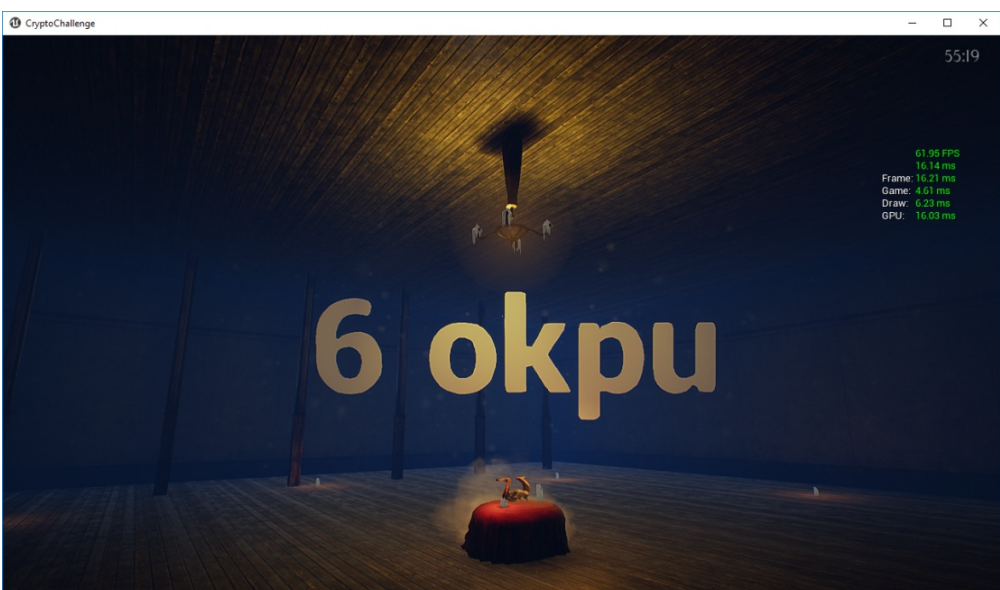 CryptoChallenge
55:19
61.95 FPS
16.14 ms
Frame: 16.21 ms
Game: 4.61 ms
Draw: 6.23 ms
GPU: 16.03 ms
6 okpu